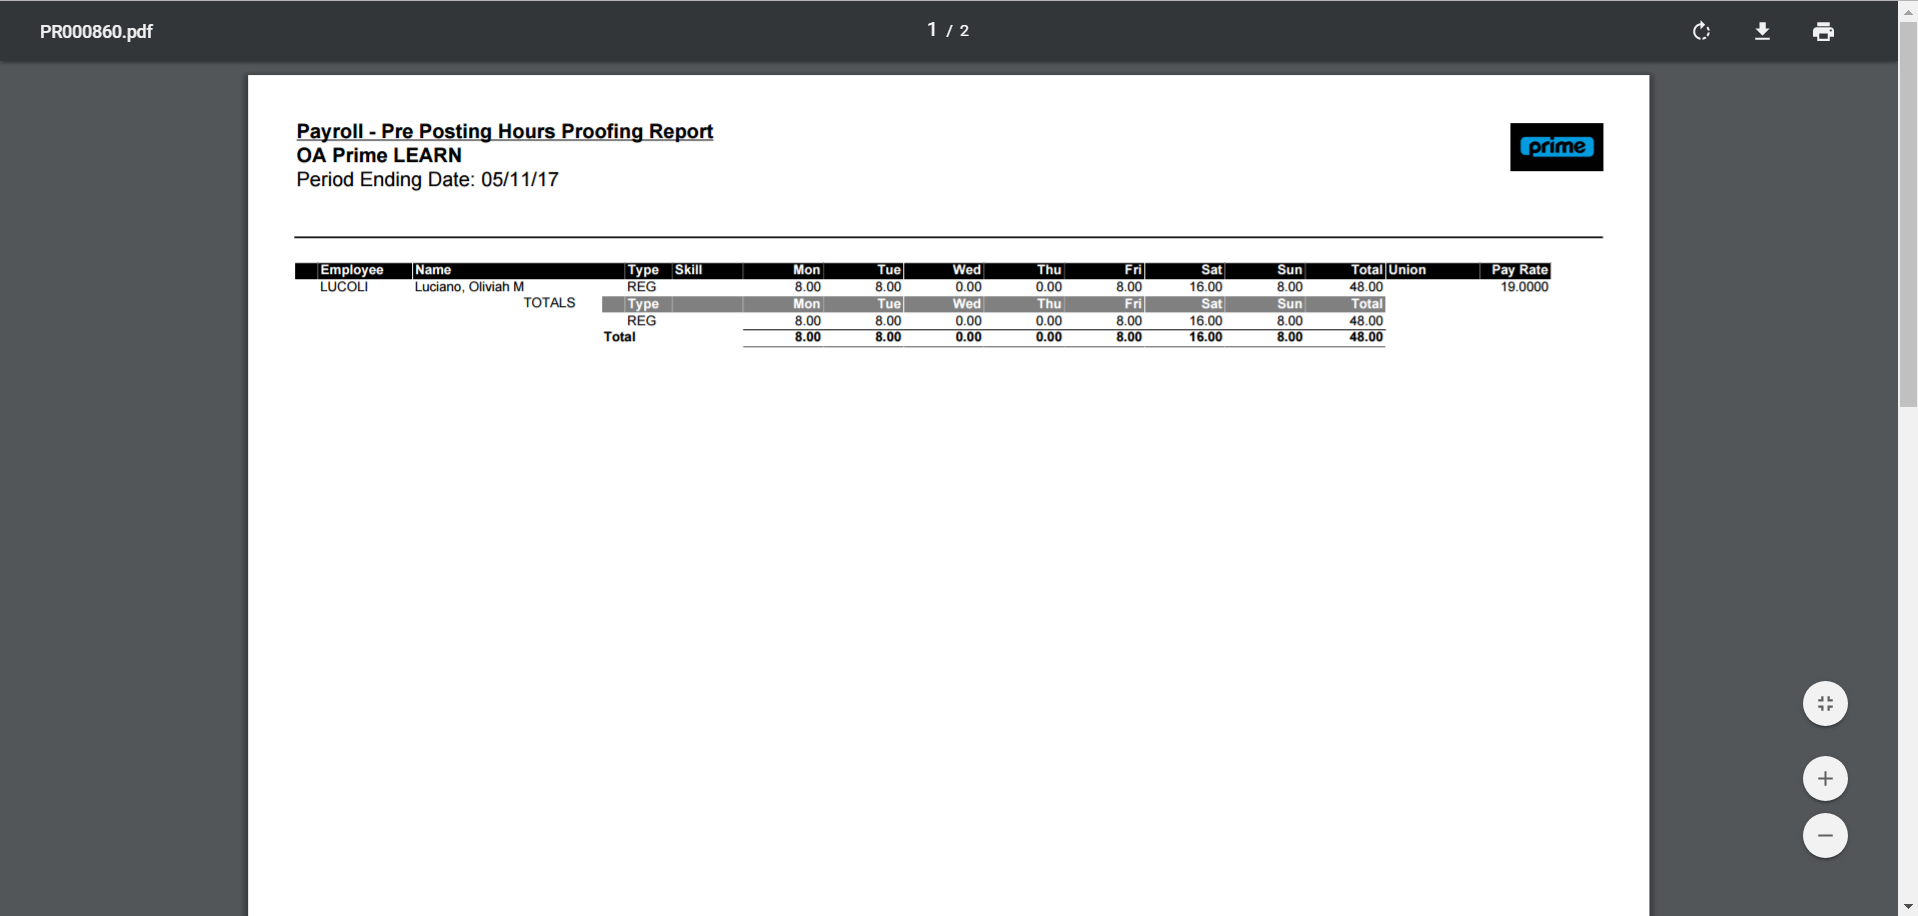 PR000860.pdf 1 / 2
Payroll - Pre Posting Hours Proofing Report
OA Prime LEARN
Period Ending Date: 05/11/17
prime
Employee Name Type Skill Mon Tue Wed Thu Fri Sat Sun Total Union Pay Rate
LUCOLI Luciano, Oliviah M REG 8.00 8.00 0.00 0.00 8.00 16.00 8.00 48.00 19.0000
TOTALS Type Mon Tue Wed Thu Fri Sat Sun Total
REG 8.00 8.00 0.00 0.00 8.00 16.00 8.00 48.00
Total 8.00 8.00 0.00 0.00 8.00 16.00 8.00 48.00